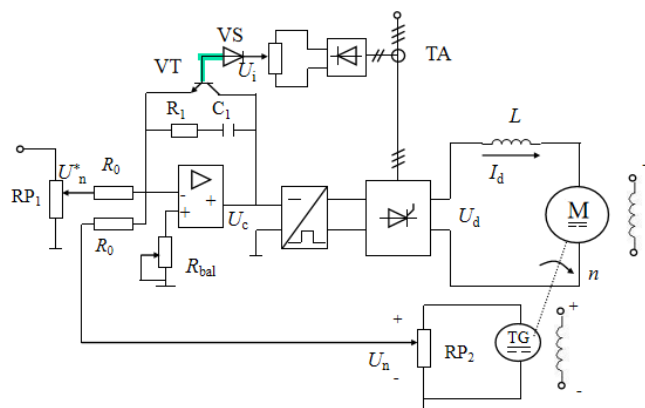 VS
VT
TA
U_i
R_1
C_1
L
U*_n
R_0
I_d
RP_1
-
+
+
U_c
-
U_d
M
R_0
R_bal
n
+
+
TG
RP_2
U_n
-
-